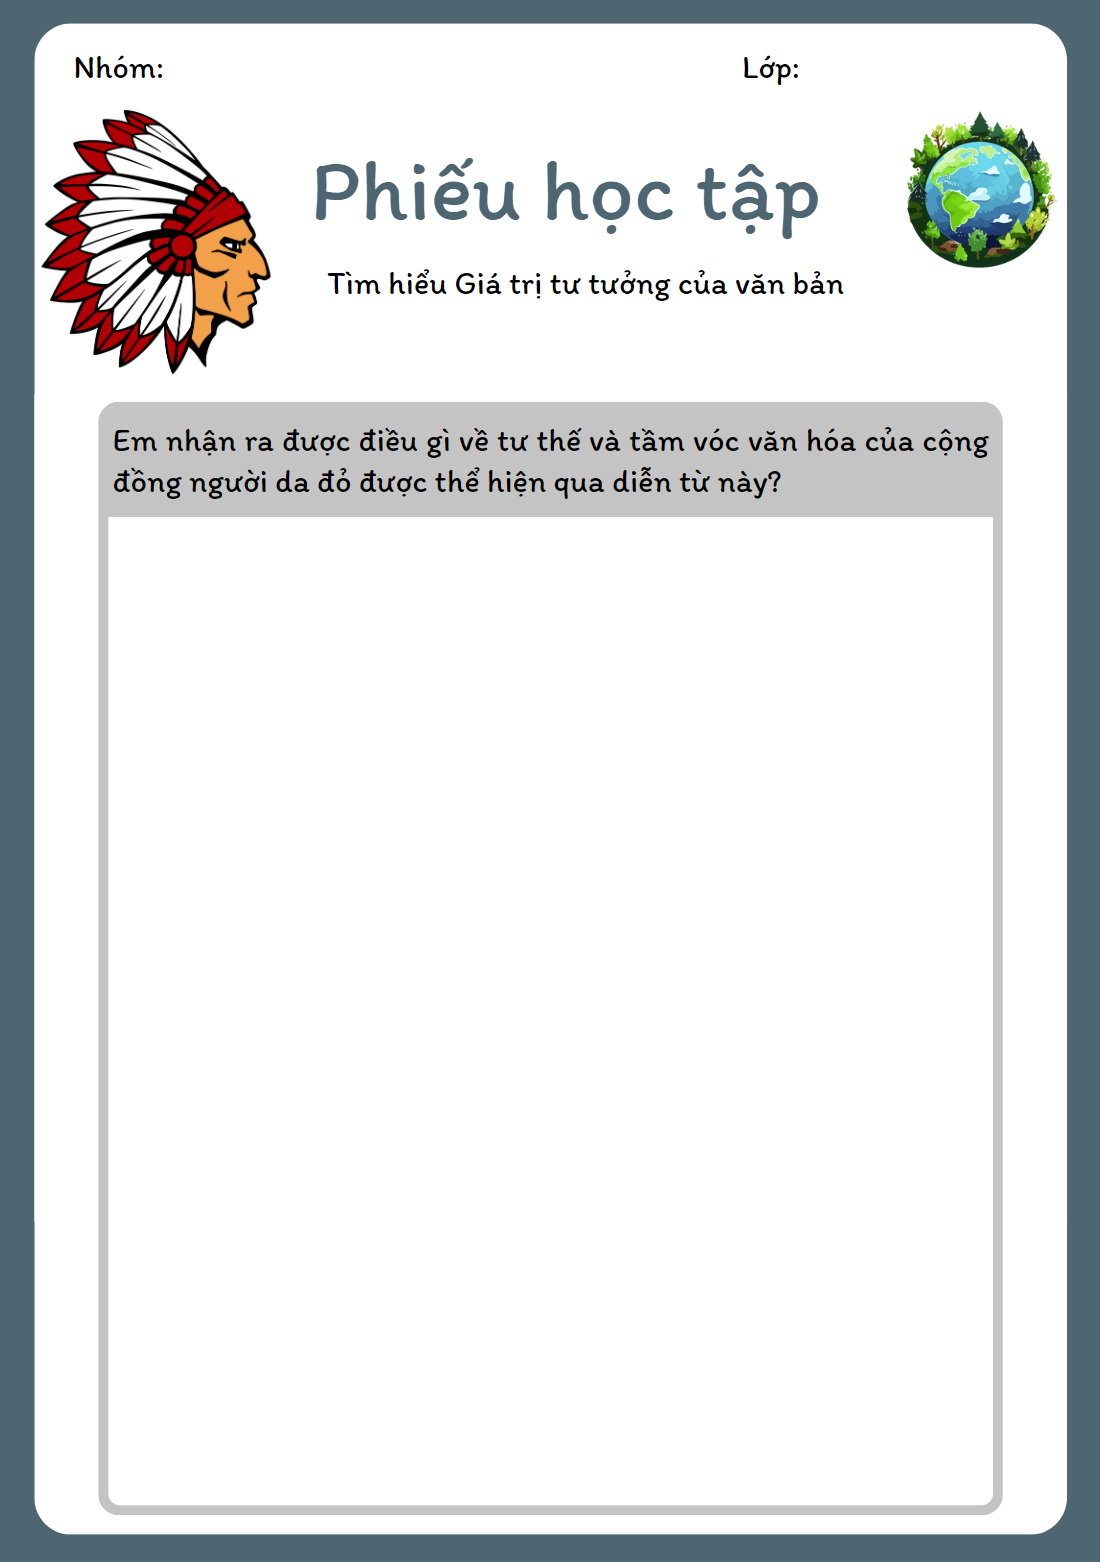 Nhóm:
Lớp:
Phiếu học tập
Tìm hiểu Giá trị tư tưởng của văn bản
Em nhận ra được điều gì về tư thế và tầm vóc văn hóa của cộng
đồng người da đỏ được thể hiện qua diễn từ này?